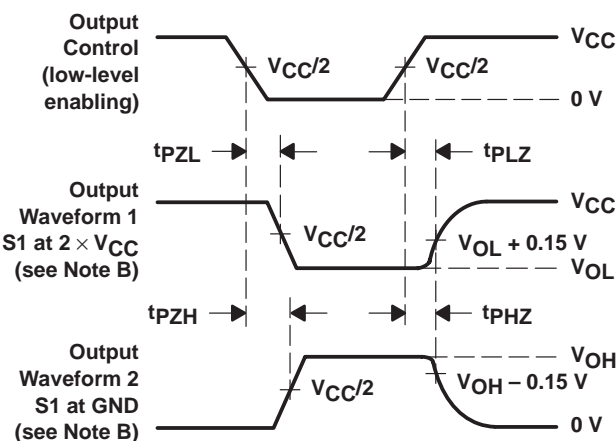 Output
Control
(low-level
enabling)
VCC/2
VCC/2
VCC
0 V
tPZL
tPLZ
Output
Waveform 1
S1 at 2 × VCC
(see Note B)
VCC/2
VCC
VOL + 0.15 V
VOL
tPZH
tPHZ
Output
Waveform 2
S1 at GND
(see Note B)
VCC/2
VOH
VOH – 0.15 V
0 V